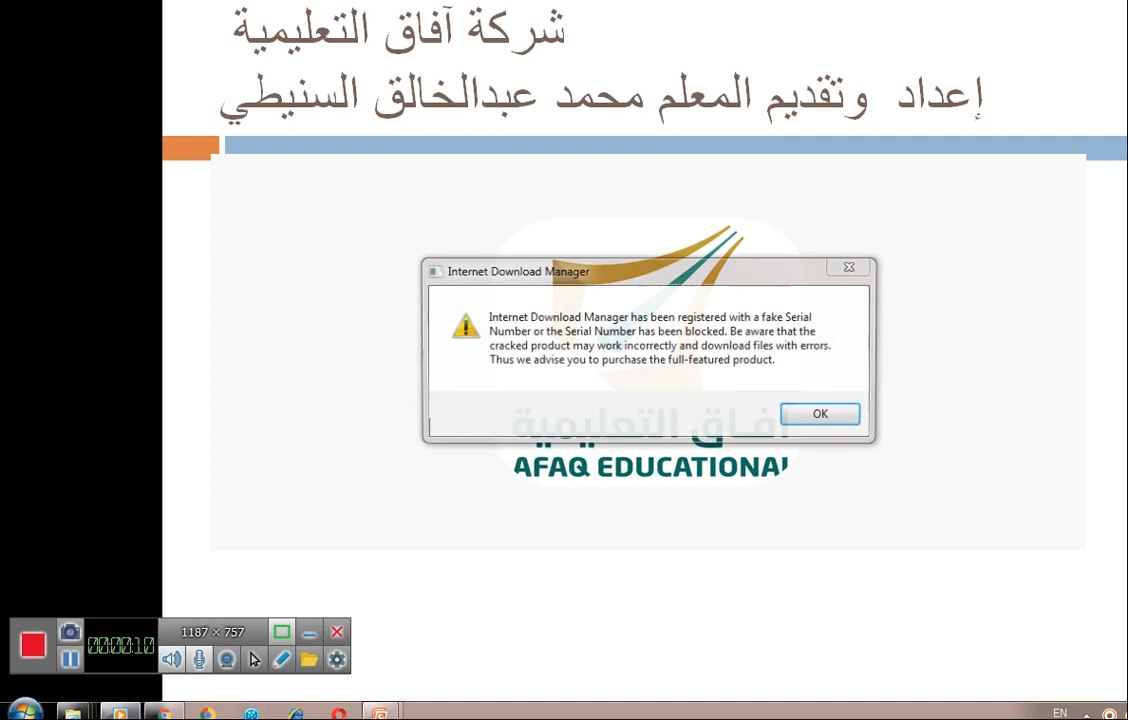 شركة آفاق التعليمية
إعداد وتقديم المعلم محمد عبدالخالق السنيطي
Internet Download Manager
Internet Download Manager has been registered with a fake Serial
Number or the Serial Number has been blocked. Be aware that the
cracked product may work incorrectly and download files with errors.
Thus we advise you to purchase the full-featured product.
OK
آفاق التعليمية
AFAQ EDUCATIONAL
00:00:10
1187 × 757
EN